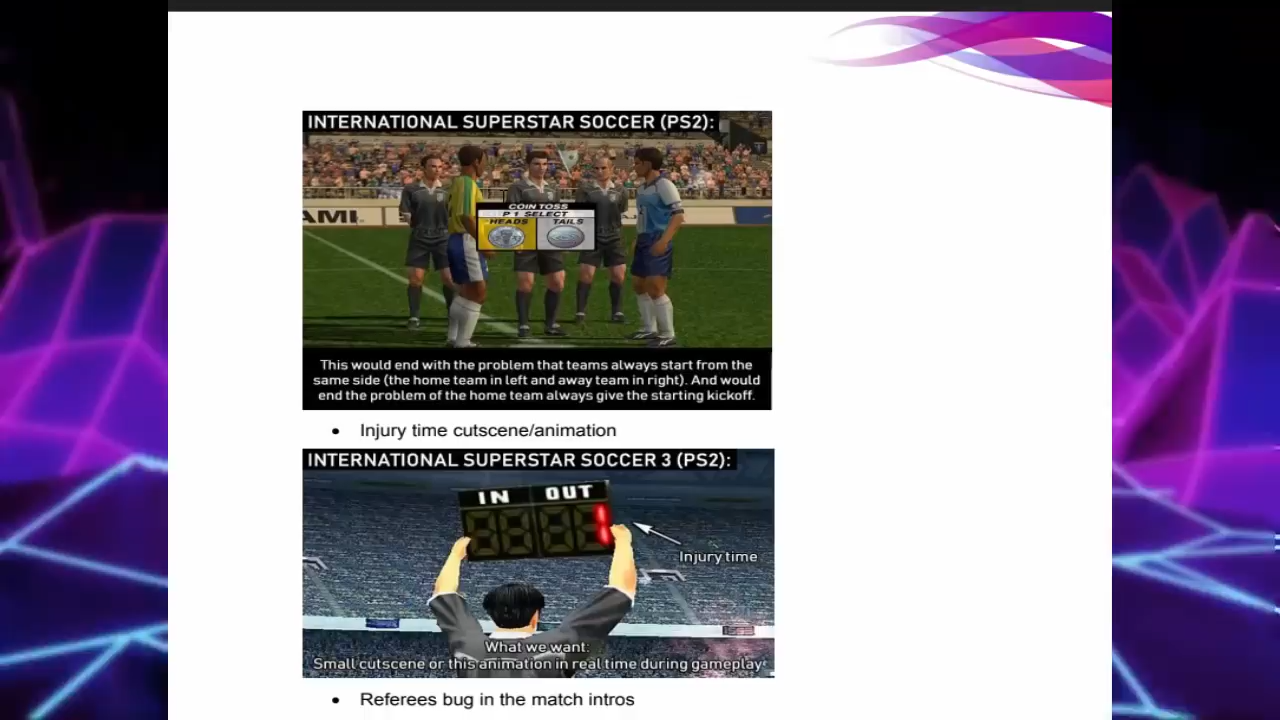 INTERNATIONAL SUPERSTAR SOCCER (PS2):
AMI.
COIN TOSS
P 1 SELECT
HEADS
TAILS
This would end with the problem that teams always start from the
same side (the home team in left and away team in right). And would
end the problem of the home team always give the starting kickoff.
• Injury time cutscene/animation
INTERNATIONAL SUPERSTAR SOCCER 3 (PS2):
IN OUT
1
Injury time
What we want:
Small cutscene or this animation in real time during gameplay
• Referees bug in the match intros